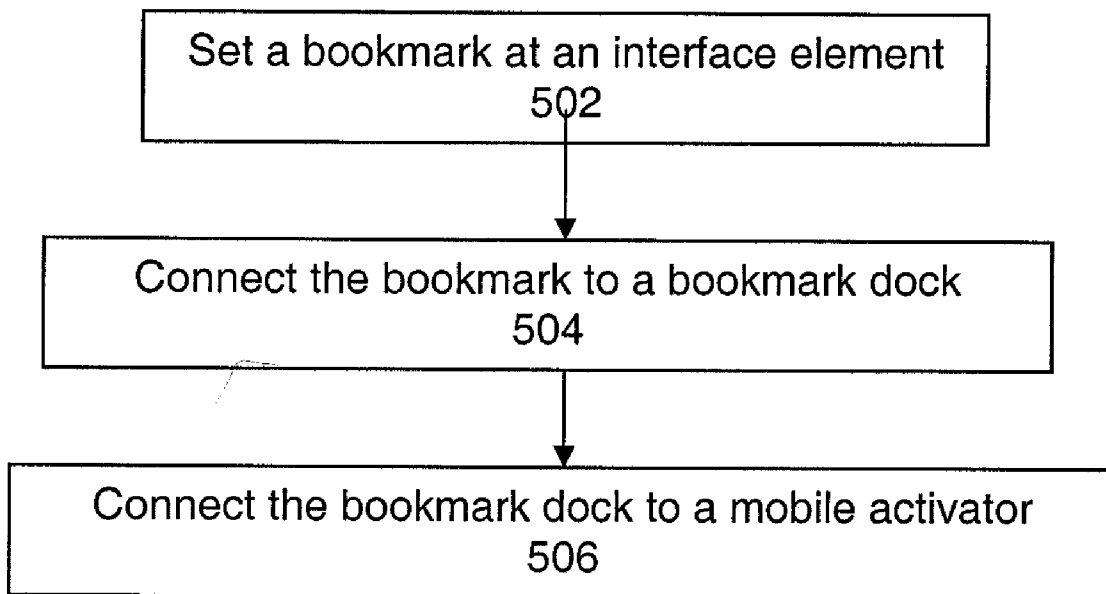 Set a bookmark at an interface element
502
Connect the bookmark to a bookmark dock
504
Connect the bookmark dock to a mobile activator
506